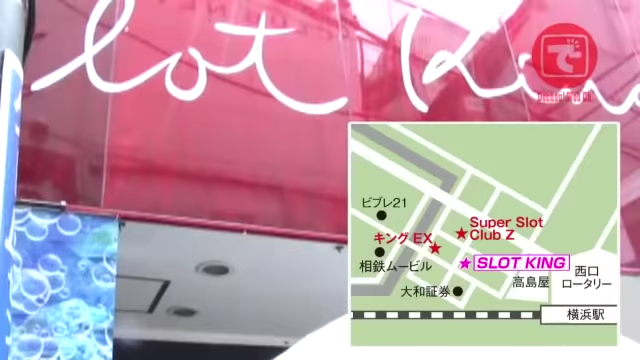 Slot King
で
ビブレ21
Super Slot
Club Z
キング EX
SLOT KING
相鉄ムービル
高島屋
西口
ロータリー
大和証券
横浜駅